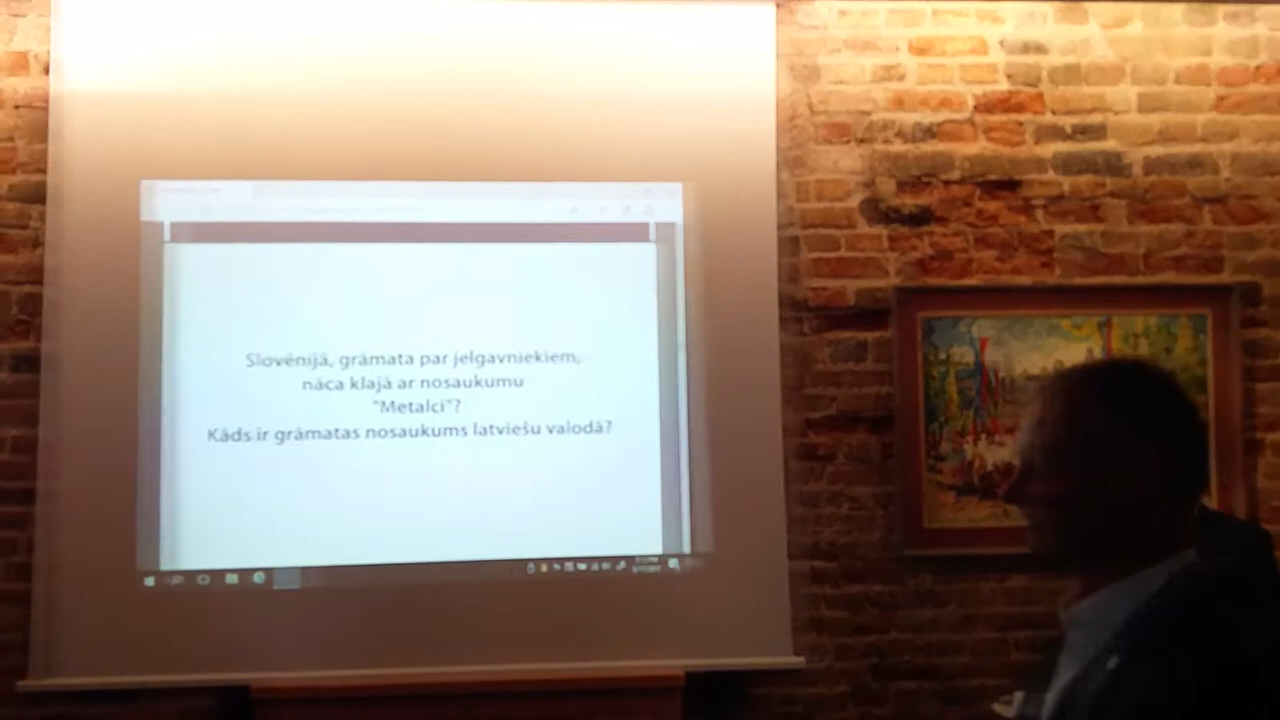 Slovēnijā, grāmata par jelgavniekiem,
nāca klajā ar nosaukumu
"Metalci"?
Kāds ir grāmatas nosaukums latviešu valodā?